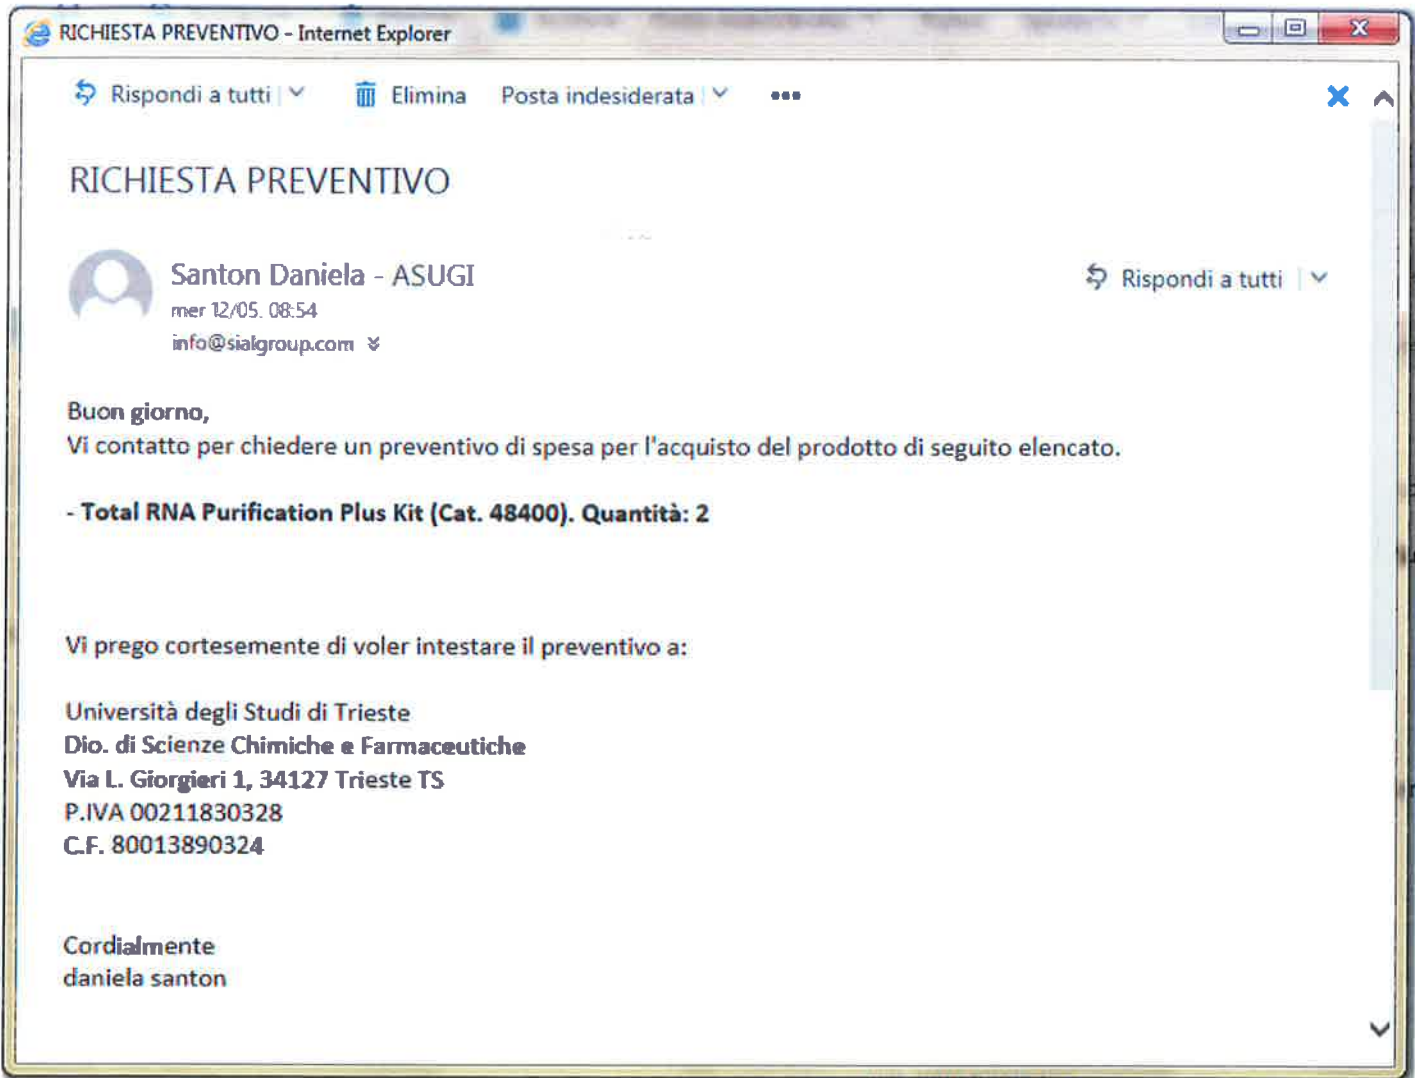 RICHIESTA PREVENTIVO - Internet Explorer
Rispondi a tutti Elimina Posta indesiderata
RICHIESTA PREVENTIVO
Santon Daniela - ASUGI
mer 12/05. 08:54
Rispondi a tutti
info@sialgroup.com
Buon giorno,
Vi contatto per chiedere un preventivo di spesa per l'acquisto del prodotto di seguito elencato.
- Total RNA Purification Plus Kit (Cat. 48400). Quantità: 2
Vi prego cortesemente di voler intestare il preventivo a:
Università degli Studi di Trieste
Dio. di Scienze Chimiche e Farmaceutiche
Via L. Giorgieri 1, 34127 Trieste TS
P.IVA 00211830328
C.F. 80013890324
Cordialmente
daniela santon